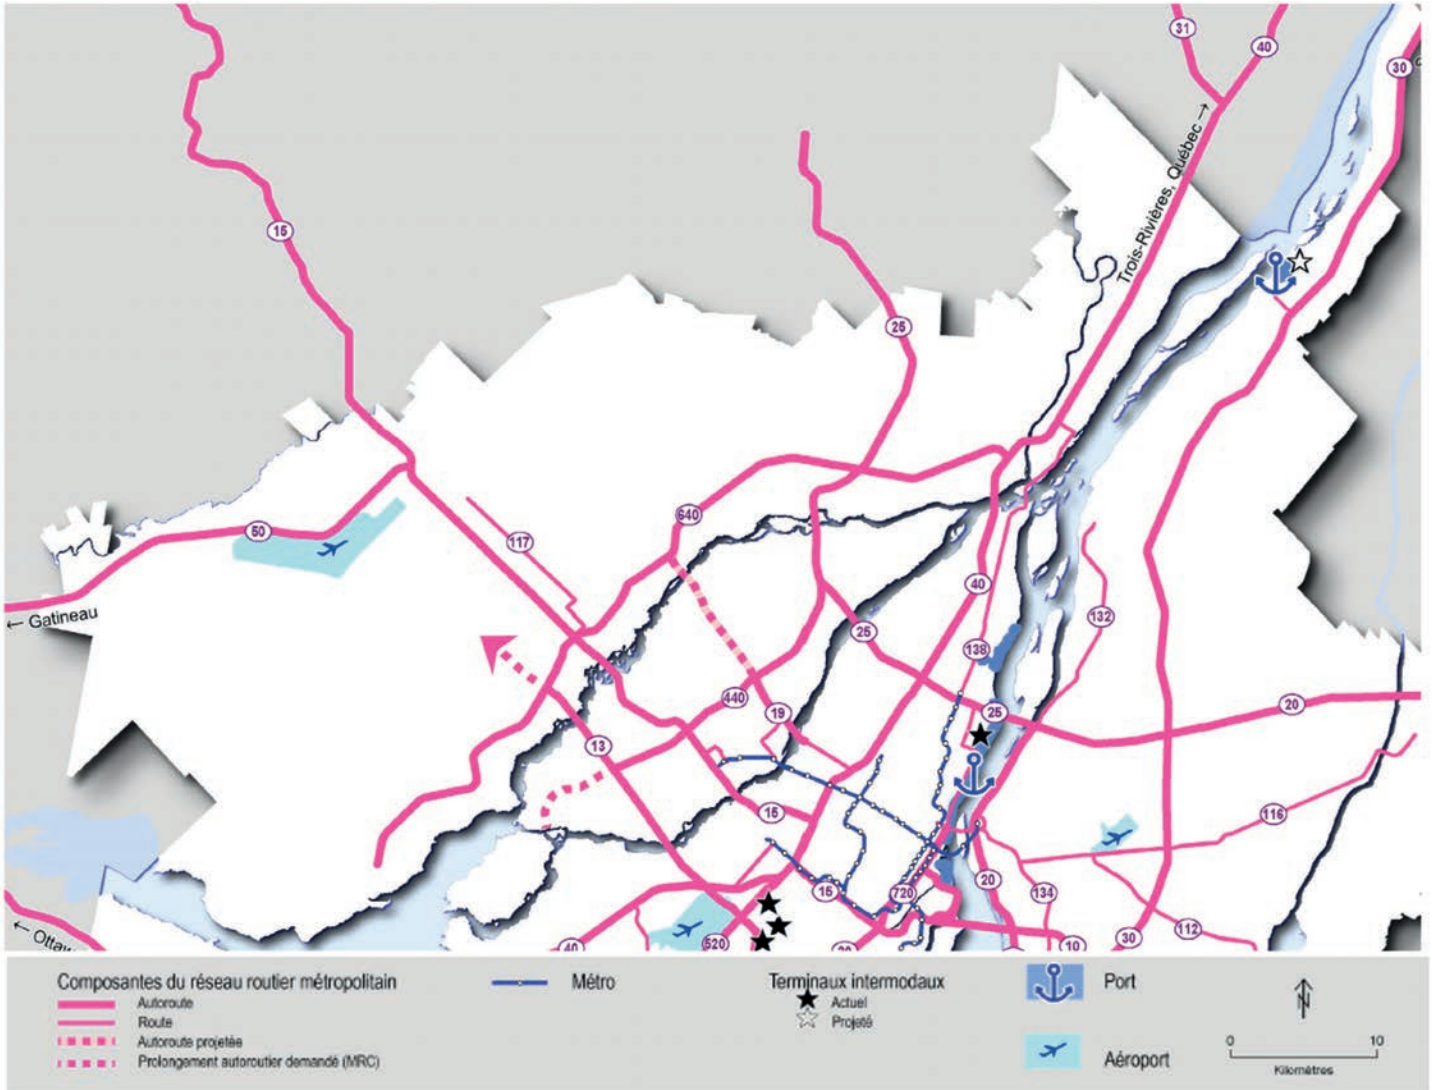 31
40
30
Trois-Rivières, Québec →
15
25
50
640
117
← Gatineau
40
132
25
138
440
19
25
20
13
15
116
15
720
20
134
← Ottaw
40
520
20
10
30
112
Composantes du réseau routier métropolitain
Autoroute
Route
Autoroute projetée
Prolongement autoroutier demandé (MRC)
Métro
Terminaux intermodaux
Actuel
Projeté
Port
Aéroport
N
0 10
Kilomètres